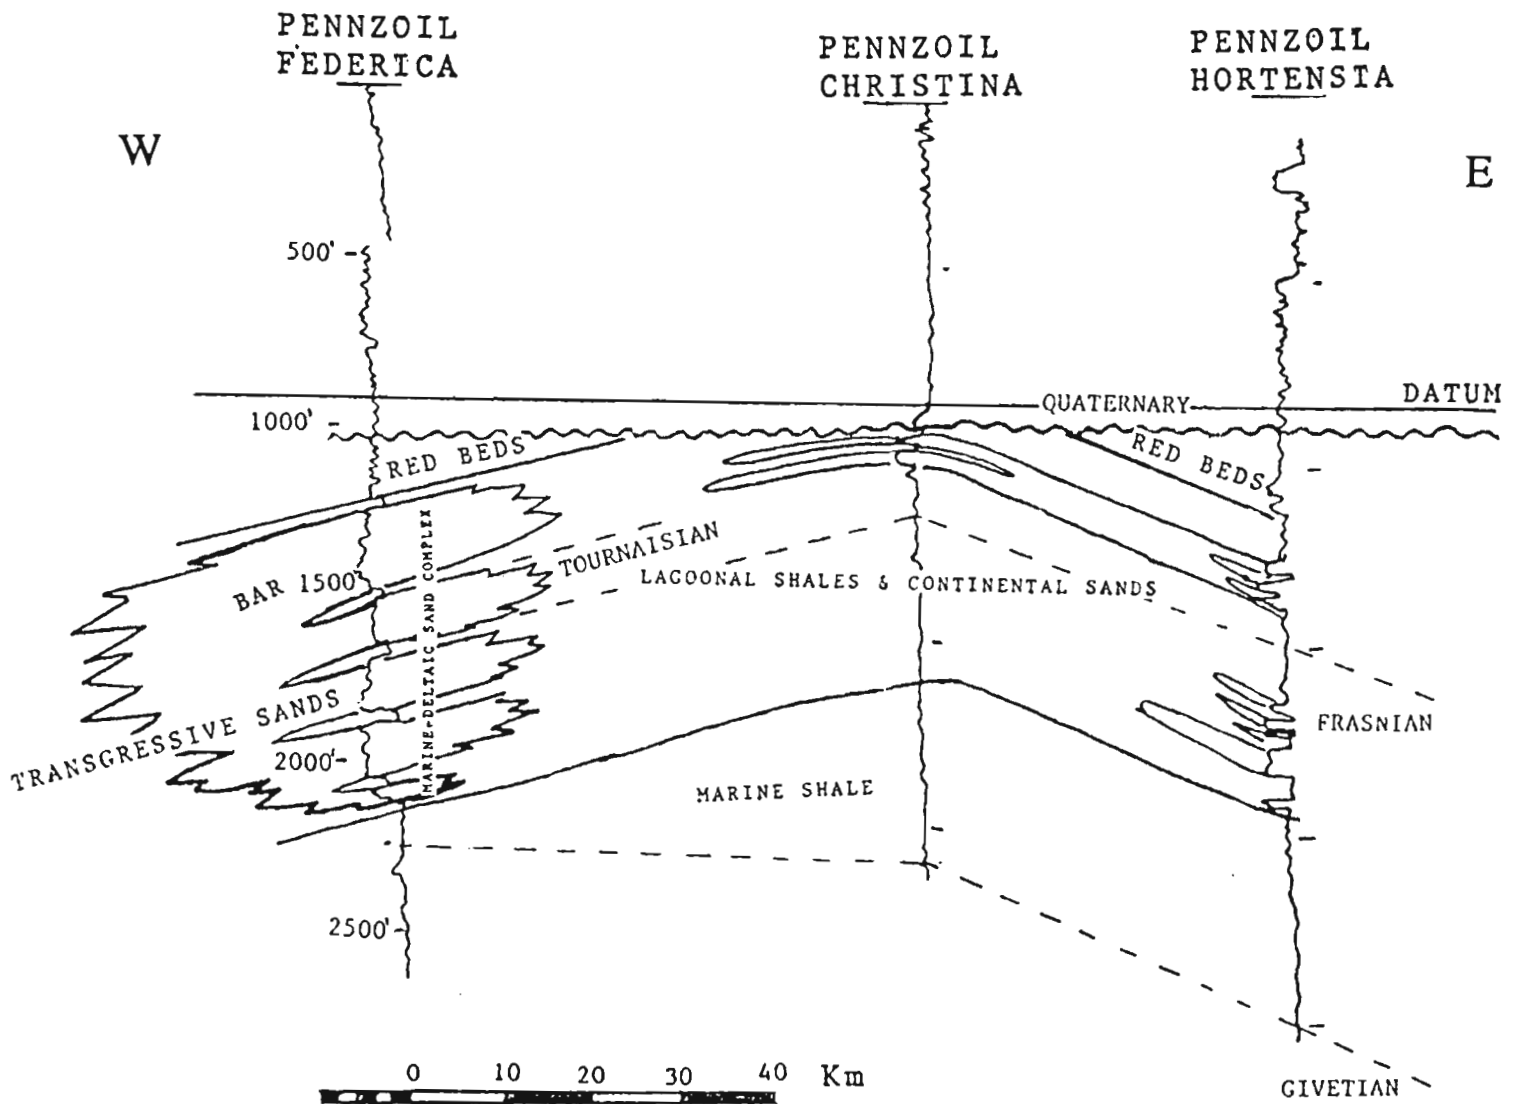 PENNZOIL
FEDERICA
PENNZOIL
CHRISTINA
PENNZOIL
HORTENSIA
W
E
500'
DATUM
QUATERNARY
1000'
RED BEDS
RED BEDS
MARINE-DELTAIC SAND COMPLEX
TOURNAISIAN
BAR 1500'
LAGOONAL SHALES & CONTINENTAL SANDS
TRANSGRESSIVE SANDS
FRASNIAN
2000'
MARINE SHALE
2500'
0 10 20 30 40 Km
GIVETIAN